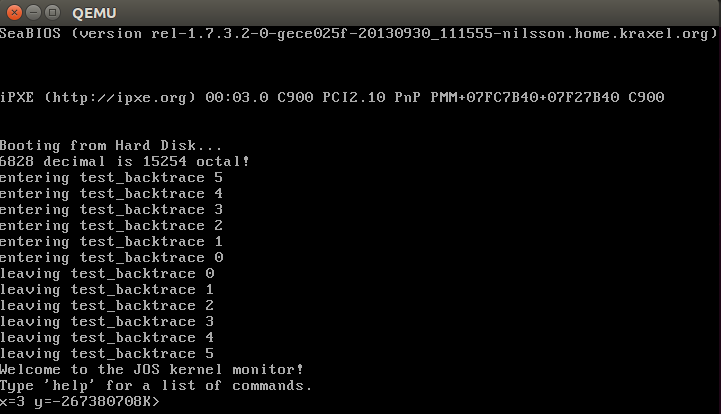 QEMU
SeaBIOS (version rel-1.7.3.2-0-gece025f-20130930_111555-nilsson.home.kraxel.org)
iPXE (http://ipxe.org) 00:03.0 C900 PCI2.10 PnP PMM+07FC7B40+07F27B40 C900
Booting from Hard Disk...
6828 decimal is 15254 octal!
entering test_backtrace 5
entering test_backtrace 4
entering test_backtrace 3
entering test_backtrace 2
entering test_backtrace 1
entering test_backtrace 0
leaving test_backtrace 0
leaving test_backtrace 1
leaving test_backtrace 2
leaving test_backtrace 3
leaving test_backtrace 4
leaving test_backtrace 5
Welcome to the JOS kernel monitor!
Type 'help' for a list of commands.
x=3 y=-267380708K>